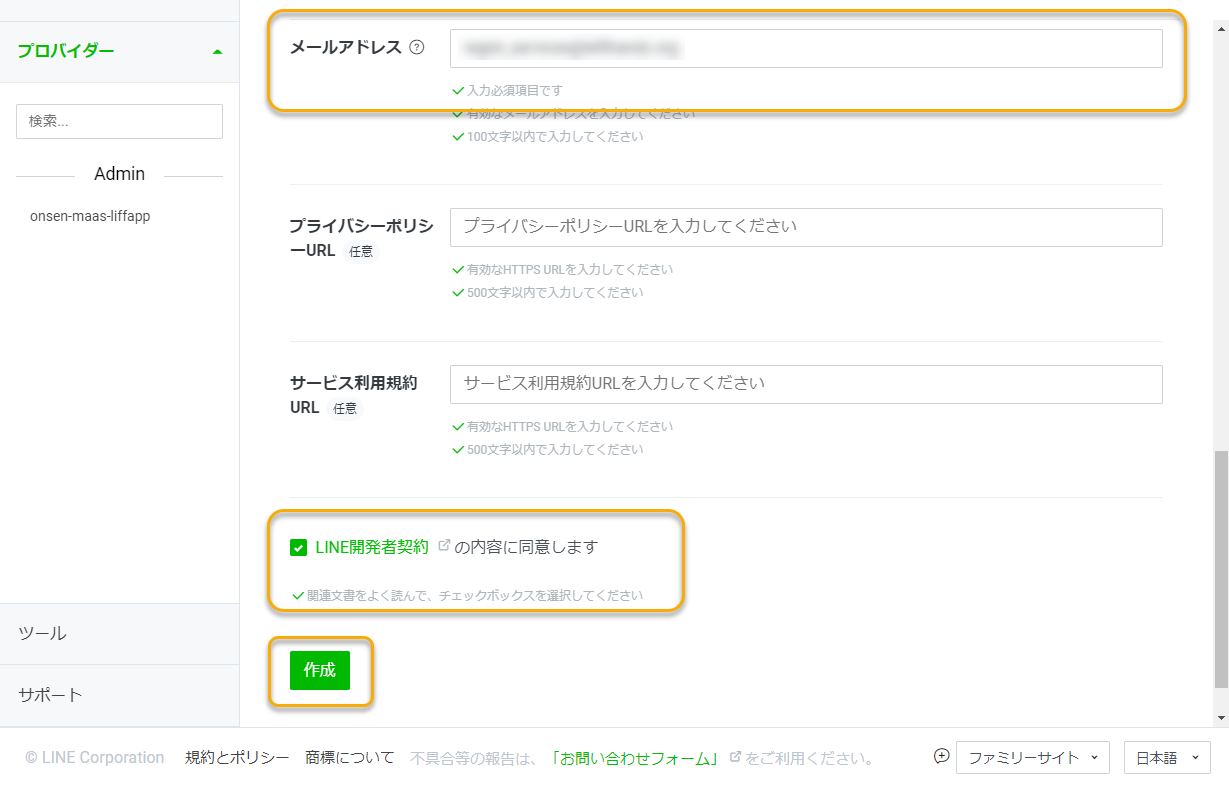 プロバイダー
検索...
Admin
onsen-maas-liffapp
ツール
サポート
メールアドレス ?
入力必須項目です
有効なメールアドレスを入力してください
100文字以内で入力してください
プライバシーポリシ
ーURL 任意
プライバシーポリシーURLを入力してください
有効なHTTPS URLを入力してください
500文字以内で入力してください
サービス利用規約
URL 任意
サービス利用規約URLを入力してください
有効なHTTPS URLを入力してください
500文字以内で入力してください
LINE開発者契約 の内容に同意します
関連文書をよく読んで、チェックボックスを選択してください
作成
© LINE Corporation 規約とポリシー 商標について 不具合等の報告は、「お問い合わせフォーム」 をご利用ください。 ファミリーサイト 日本語